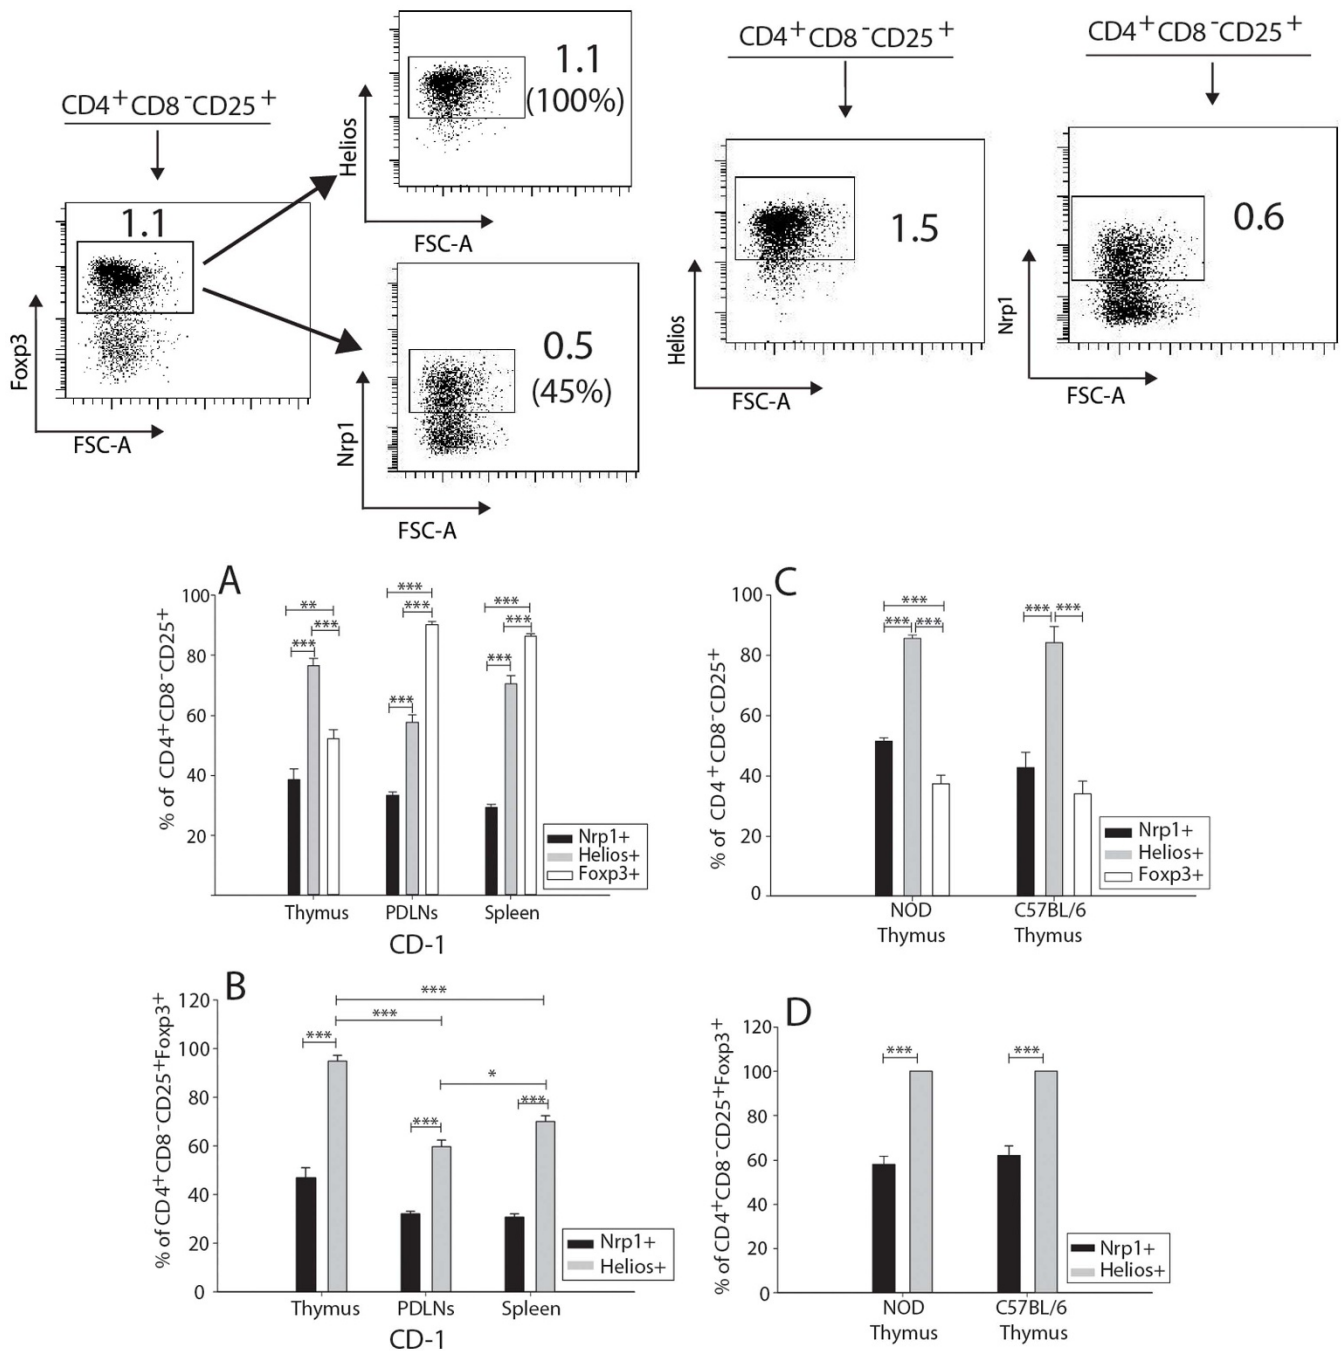 CD4+CD8-CD25+
1.1
Foxp3
FSC-A
1.1
(100%)
Helios
FSC-A
0.5
(45%)
Nrp1
FSC-A
CD4+CD8-CD25+
1.5
Helios
FSC-A
CD4+CD8-CD25+
0.6
Nrp1
FSC-A
A
% of CD4+CD8-CD25+
100
80
60
40
20
**
***
***
***
***
***
***
***
***
Nrp1+
Helios+
Foxp3+
Thymus PDLNs Spleen
CD-1
C
% of CD4+CD8-CD25+
100
80
60
40
20
0
***
*** ***
*** ***
Nrp1+
Helios+
Foxp3+
NOD C57BL/6
Thymus Thymus
B
% of CD4+CD8-CD25+Foxp3+
120
100
80
60
40
20
0
***
***
***
*
***
***
Nrp1+
Helios+
Thymus PDLNs Spleen
CD-1
D
% of CD4+CD8-CD25+Foxp3+
120
100
80
60
40
20
0
*** ***
Nrp1+
Helios+
NOD C57BL/6
Thymus Thymus